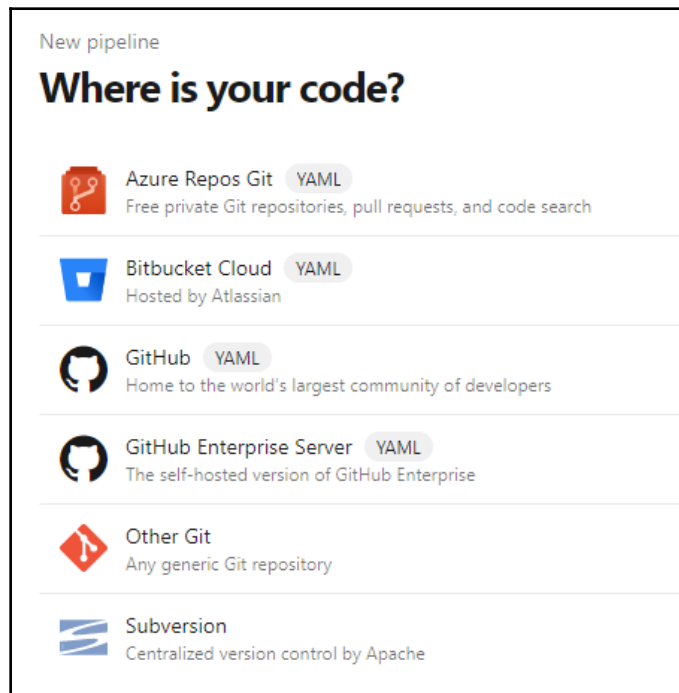 New pipeline
Where is your code?
Azure Repos Git YAML
Free private Git repositories, pull requests, and code search
Bitbucket Cloud YAML
Hosted by Atlassian
GitHub YAML
Home to the world's largest community of developers
GitHub Enterprise Server YAML
The self-hosted version of GitHub Enterprise
Other Git
Any generic Git repository
Subversion
Centralized version control by Apache